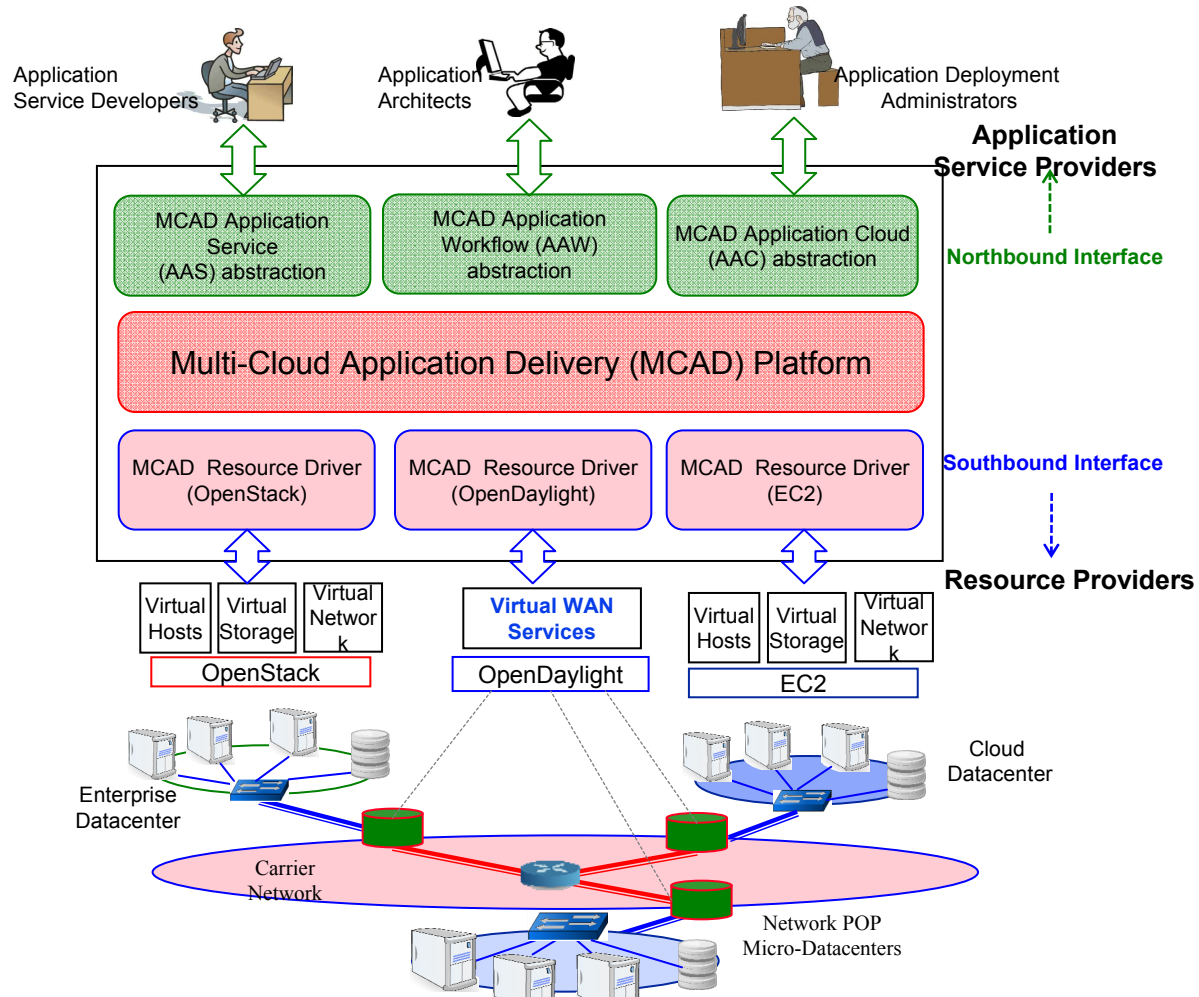 Application
Service Developers
Application
Architects
Application Deployment
Administrators
Application
Service Providers
MCAD Application
Service
(AAS) abstraction
MCAD Application
Workflow (AAW)
abstraction
MCAD Application Cloud
(AAC) abstraction
Northbound Interface
Multi-Cloud Application Delivery (MCAD) Platform
MCAD Resource Driver
(OpenStack)
MCAD Resource Driver
(OpenDaylight)
MCAD Resource Driver
(EC2)
Southbound Interface
Resource Providers
Virtual
Hosts
Virtual
Storage
Virtual
Networ
k
OpenStack
Virtual WAN
Services
OpenDaylight
Virtual
Hosts
Virtual
Storage
Virtual
Networ
k
EC2
Enterprise
Datacenter
Cloud
Datacenter
Carrier
Network
Network POP
Micro-Datacenters